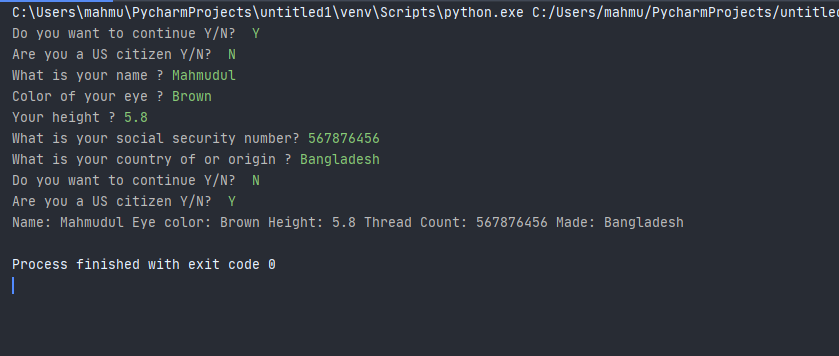 C:\Users\mahmu\PycharmProjects\untitled1\venv\Scripts\python.exe C:/Users/mahmu/PycharmProjects/untitled
Do you want to continue Y/N?  Y
Are you a US citizen Y/N?  N
What is your name ? Mahmudul
Color of your eye ? Brown
Your height ? 5.8
What is your social security number? 567876456
What is your country of or origin ? Bangladesh
Do you want to continue Y/N?  N
Are you a US citizen Y/N?  Y
Name: Mahmudul Eye color: Brown Height: 5.8 Thread Count: 567876456 Made: Bangladesh
Process finished with exit code 0